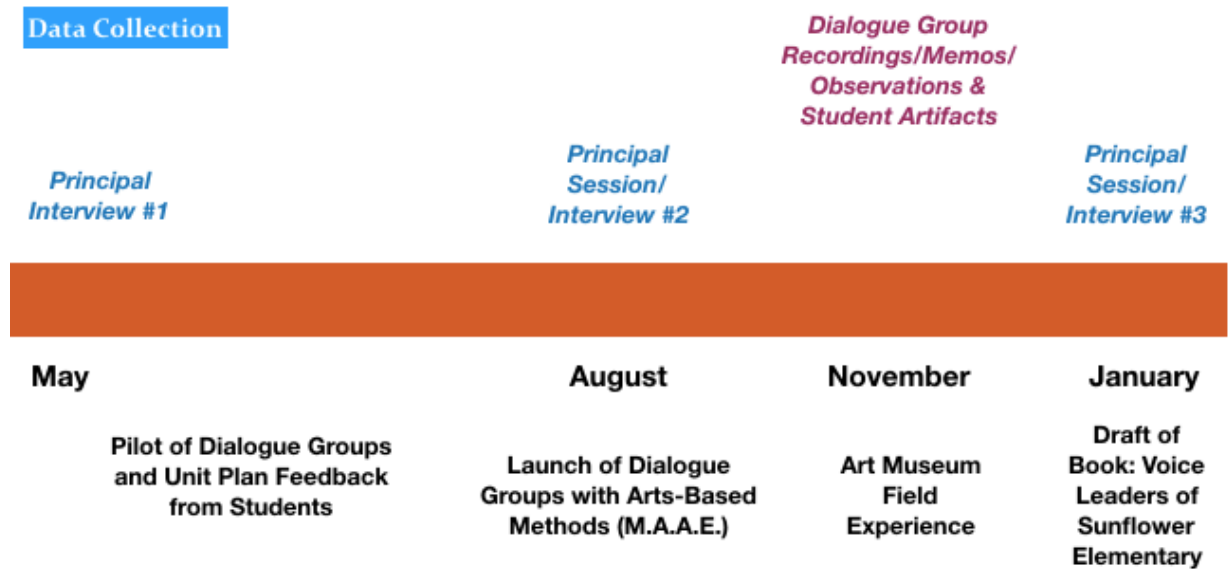 Data Collection
Dialogue Group
Recordings/Memos/
Observations &
Student Artifacts
Principal
Interview #1
Principal
Session/
Interview #2
Principal
Session/
Interview #3
May
August
November
January
Pilot of Dialogue Groups
and Unit Plan Feedback
from Students
Launch of Dialogue
Groups with Arts-Based
Methods (M.A.A.E.)
Art Museum
Field
Experience
Draft of
Book: Voice
Leaders of
Sunflower
Elementary